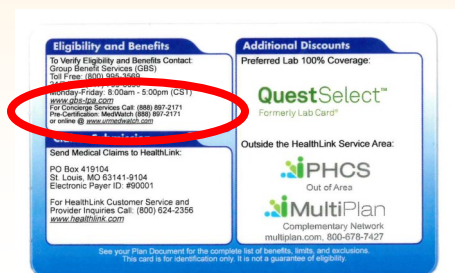 Eligibility and Benefits
To Verify Eligibility and Benefits Contact:
Group Benefit Services (GBS)
Toll Free: (800) 995-3569
Monday-Friday: 8:00am - 5:00pm (CST)
www.gbs-tpa.com
For Concierge Services Call: (888) 897-2171
Pre-Certification: MedWatch (888) 897-2171
or online @ www.urmedwatch.com
Send Medical Claims to HealthLink:
PO Box 419104
St. Louis, MO 63141-9104
Electronic Payer ID: #90001
For HealthLink Customer Service and
Provider Inquiries Call: (800) 624-2356
www.healthlink.com
Additional Discounts
Preferred Lab 100% Coverage:
QuestSelect™
Formerly Lab Card®
Outside the HealthLink Service Area:
PHCS
Out of Area
MultiPlan
Complementary Network
multiplan.com, 800-678-7427
See your Plan Document for the complete list of benefits, limits, and exclusions.
This card is for identification only. It is not a guarantee of eligibility.